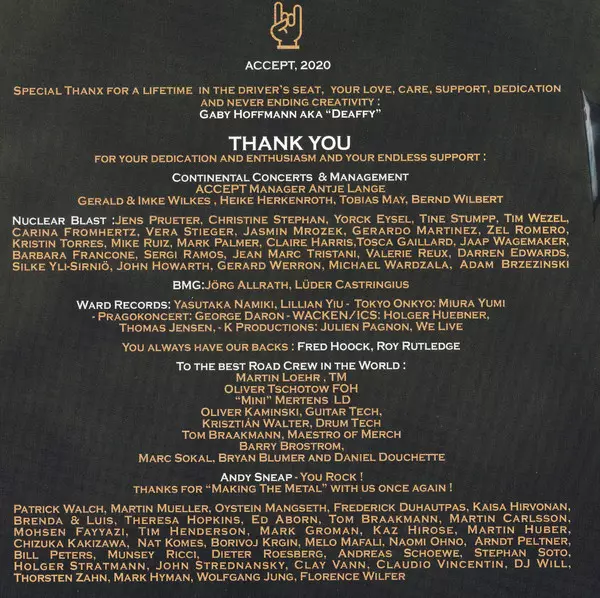 ACCEPT, 2020
SPECIAL THANX FOR A LIFETIME IN THE DRIVER'S SEAT, YOUR LOVE, CARE, SUPPORT, DEDICATION
AND NEVER ENDING CREATIVITY :
GABY HOFFMANN AKA "DEAFFY"
THANK YOU
FOR YOUR DEDICATION AND ENTHUSIASM AND YOUR ENDLESS SUPPORT :
CONTINENTAL CONCERTS & MANAGEMENT
ACCEPT MANAGER ANTJE LANGE
GERALD & IMKE WILKES , HEIKE HERKENROTH, TOBIAS MAY, BERND WILBERT
NUCLEAR BLAST :JENS PRUETER, CHRISTINE STEPHAN, YORCK EYSEL, TINE STUMPP, TIM WEZEL,
CARINA FROMHERTZ, VERA STIEGER, JASMIN MROZEK, GERARDO MARTINEZ, ZEL ROMERO,
KRISTIN TORRES, MIKE RUIZ, MARK PALMER, CLAIRE HARRIS,TOSCA GAILLARD, JAAP WAGEMAKER,
BARBARA FRANCONE, SERGI RAMOS, JEAN MARC TRISTANI, VALERIE REUX, DARREN EDWARDS,
SILKE YLI-SIRNIÖ, JOHN HOWARTH, GERARD WERRON, MICHAEL WARDZALA, ADAM BRZEZINSKI
BMG:JÖRG ALLRATH, LÜDER CASTRINGIUS
WARD RECORDS: YASUTAKA NAMIKI, LILLIAN YIU - TOKYO ONKYO: MIURA YUMI
- PRAGOKONCERT: GEORGE DARON - WACKEN/ICS: HOLGER HUEBNER,
THOMAS JENSEN, - K PRODUCTIONS: JULIEN PAGNON, WE LIVE
YOU ALWAYS HAVE OUR BACKS : FRED HOOCK, ROY RUTLEDGE
TO THE BEST ROAD CREW IN THE WORLD :
MARTIN LOEHR , TM
OLIVER TSCHOTOW FOH
"MINI" MERTENS LD
OLIVER KAMINSKI, GUITAR TECH,
KRISZTIÁN WALTER, DRUM TECH
TOM BRAAKMANN, MAESTRO OF MERCH
BARRY BROSTROM,
MARC SOKAL, BRYAN BLUMER AND DANIEL DOUCHETTE
ANDY SNEAP - YOU ROCK !
THANKS FOR "MAKING THE METAL" WITH US ONCE AGAIN !
PATRICK WALCH, MARTIN MUELLER, OYSTEIN MANGSETH, FREDERICK DUHAUTPAS, KAISA HIRVONAN,
BRENDA & LUIS, THERESA HOPKINS, ED ABORN, TOM BRAAKMANN, MARTIN CARLSSON,
MOHSEN FAYYAZI, TIM HENDERSON, MARK GROMAN, KAZ HIROSE, MARTIN HUBER,
CHIZUKA KAKIZAWA, NAT KOMES, BORIVOJ KRGIN, MELO MAFALI, NAOMI OHNO, ARNDT PELTNER,
BILL PETERS, MUNSEY RICCI, DIETER ROESBERG, ANDREAS SCHOEWE, STEPHAN SOTO,
HOLGER STRATMANN, JOHN STREDNANSKY, CLAY VANN, CLAUDIO VINCENTIN, DJ WILL,
THORSTEN ZAHN, MARK HYMAN, WOLFGANG JUNG, FLORENCE WILFER